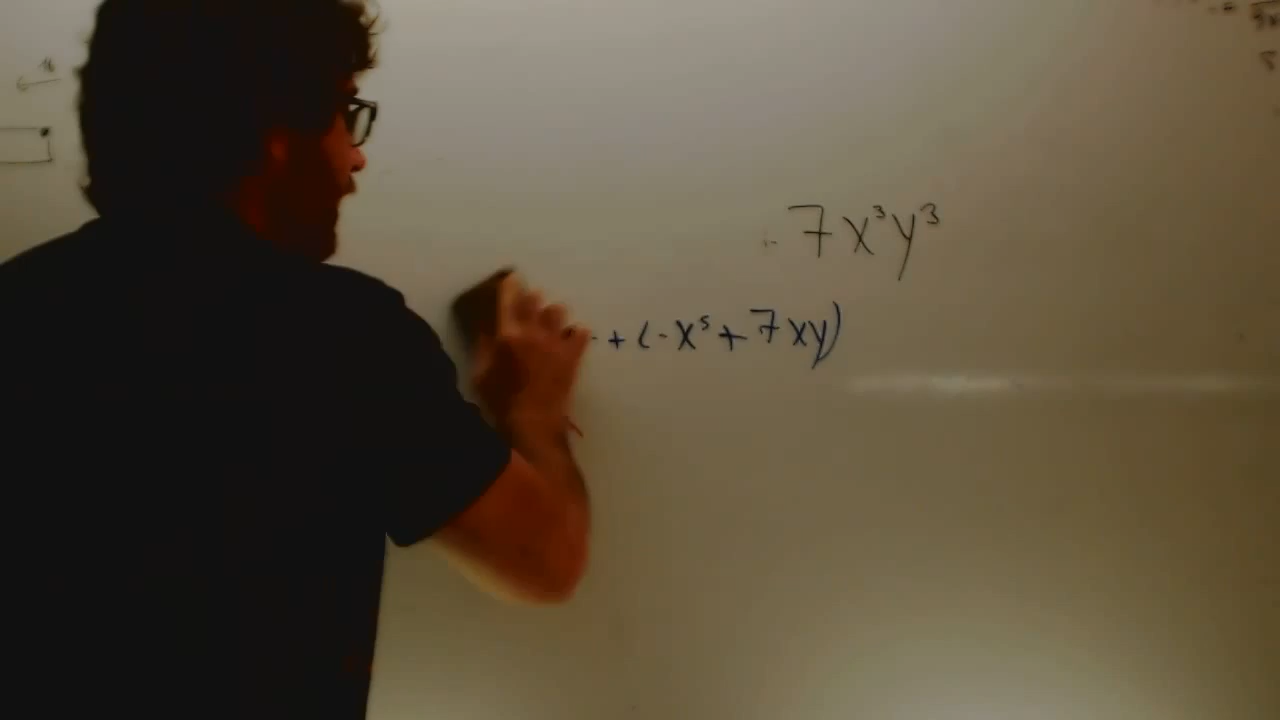 7x³y³
+ (-x⁵ + 7xy)